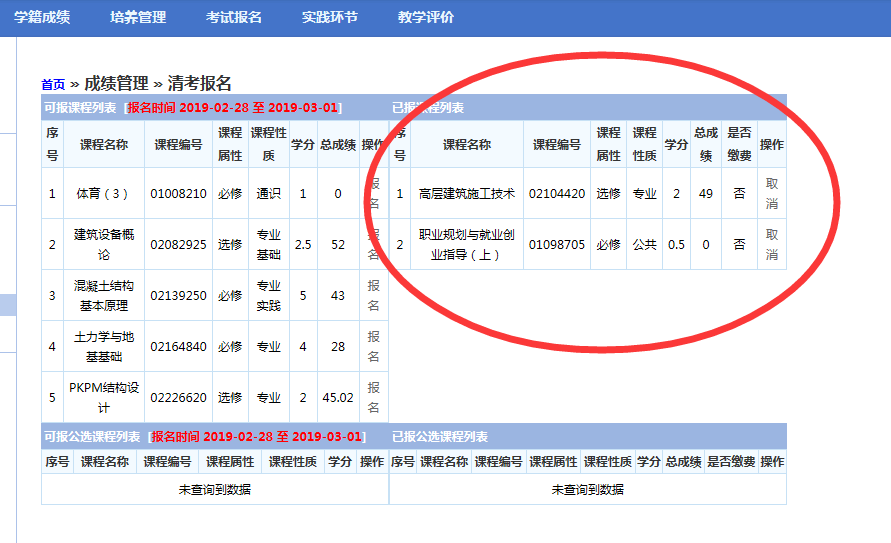 学籍成绩 培养管理 考试报名 实践环节 教学评价
首页 » 成绩管理 » 清考报名
可报课程列表 [报名时间 2019-02-28 至 2019-03-01]
序号 课程名称 课程编号 课程属性 课程性质 学分 总成绩 操作
1 体育（3） 01008210 必修 通识 1 0 报名
2 建筑设备概论 02082925 选修 专业基础 2.5 52 报名
3 混凝土结构基本原理 02139250 必修 专业实践 5 43 报名
4 土力学与地基基础 02164840 必修 专业 4 28 报名
5 PKPM结构设计 02226620 选修 专业 2 45.02 报名
已报课程列表
序号 课程名称 课程编号 课程属性 课程性质 学分 总成绩 是否缴费 操作
1 高层建筑施工技术 02104420 选修 专业 2 49 否 取消
2 职业规划与就业创业指导（上） 01098705 必修 公共 0.5 0 否 取消
可报公选课程列表 [报名时间 2019-02-28 至 2019-03-01]
序号 课程名称 课程编号 课程属性 课程性质 学分 操作
未查询到数据
已报公选课程列表
序号 课程名称 课程编号 课程属性 课程性质 学分 总成绩 是否缴费 操作
未查询到数据